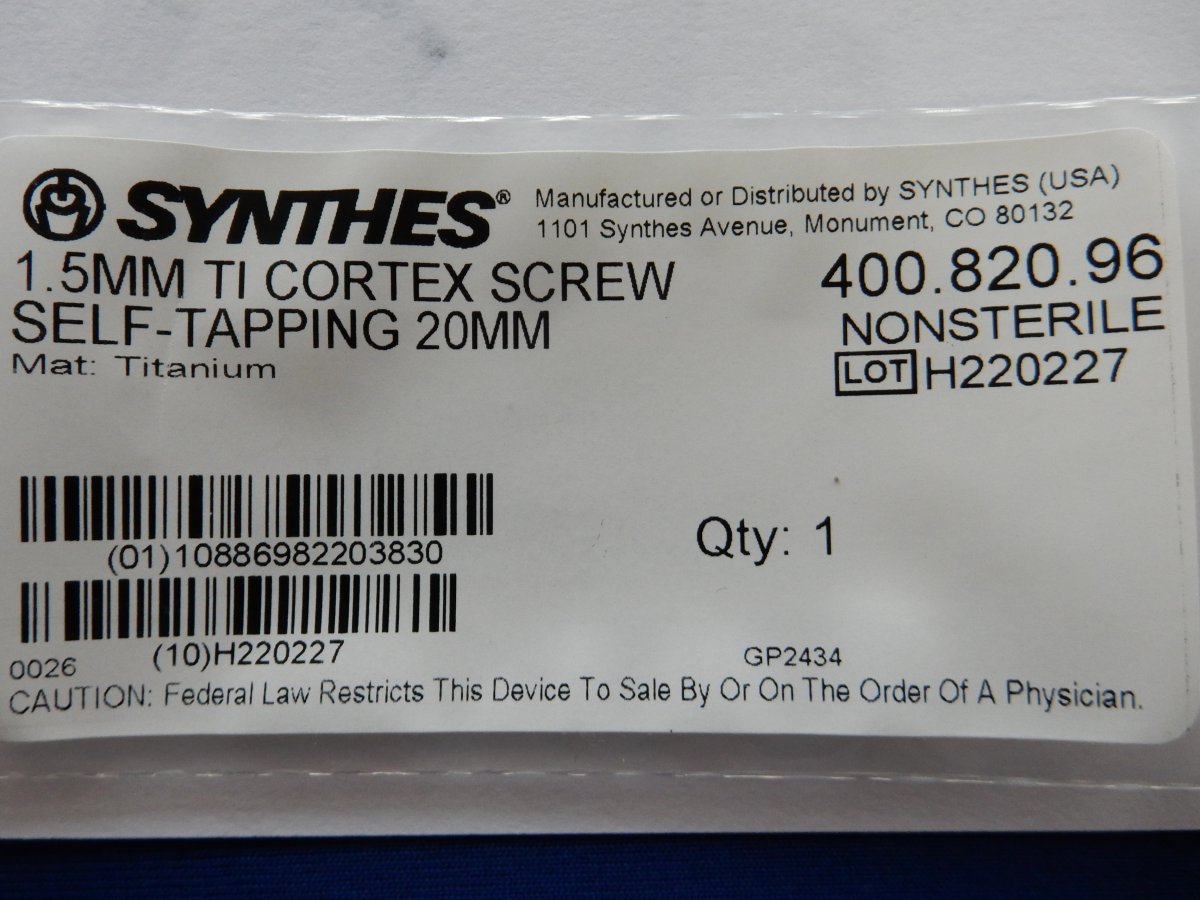 SYNTHES® Manufactured or Distributed by SYNTHES (USA)
1101 Synthes Avenue, Monument, CO 80132
1.5MM TI CORTEX SCREW 400.820.96
SELF-TAPPING 20MM NONSTERILE
Mat: Titanium LOT H220227
(01)10886982203830 Qty: 1
(10)H220227
0026 GP2434
CAUTION: Federal Law Restricts This Device To Sale By Or On The Order Of A Physician.